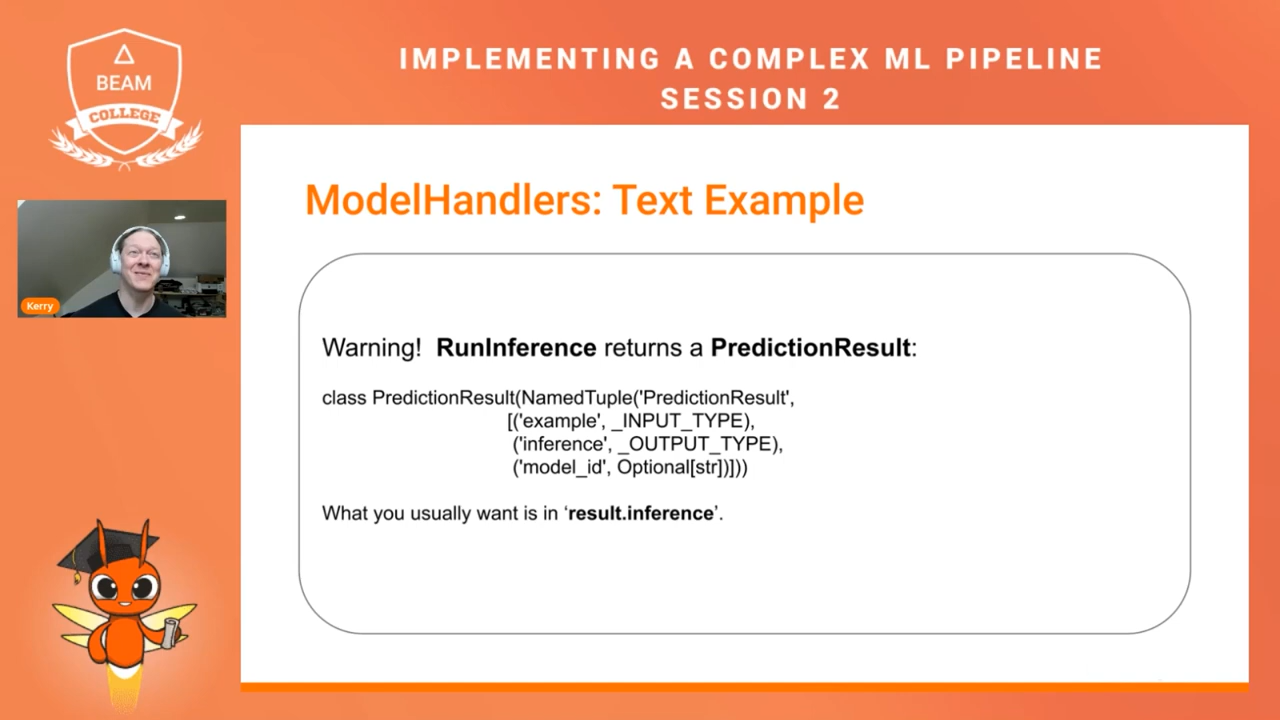 BEAM
COLLEGE
IMPLEMENTING A COMPLEX ML PIPELINE
SESSION 2
Kerry
ModelHandlers: Text Example
Warning!  RunInference returns a PredictionResult:
class PredictionResult(NamedTuple('PredictionResult',
[('example', _INPUT_TYPE),
('inference', _OUTPUT_TYPE),
('model_id', Optional[str])]))
What you usually want is in ‘result.inference’.